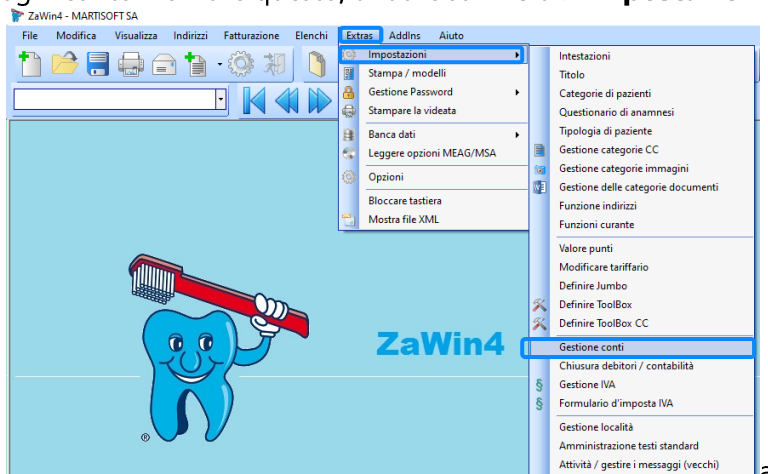 ZaWin4 - MARTISOFT SA
File Modifica Visualizza Indirizzi Fatturazione Elenchi Extras AddIns Aiuto
Impostazioni
Stampa / modelli
Gestione Password
Stampare la videata
Banca dati
Leggere opzioni MEAG/MSA
Opzioni
Bloccare tastiera
Mostra file XML
Intestazioni
Titolo
Categorie di pazienti
Questionario di anamnesi
Tipologia di paziente
Gestione categorie CC
Gestione categorie immagini
Gestione delle categorie documenti
Funzione indirizzi
Funzioni curante
Valore punti
Modificare tariffario
Definire Jumbo
Definire ToolBox
Definire ToolBox CC
Gestione conti
Chiusura debitori / contabilità
§ Gestione IVA
§ Formulario d'imposta IVA
Gestione località
Amministrazione testi standard
Attività / gestire i messaggi (vecchi)
ZaWin4
®